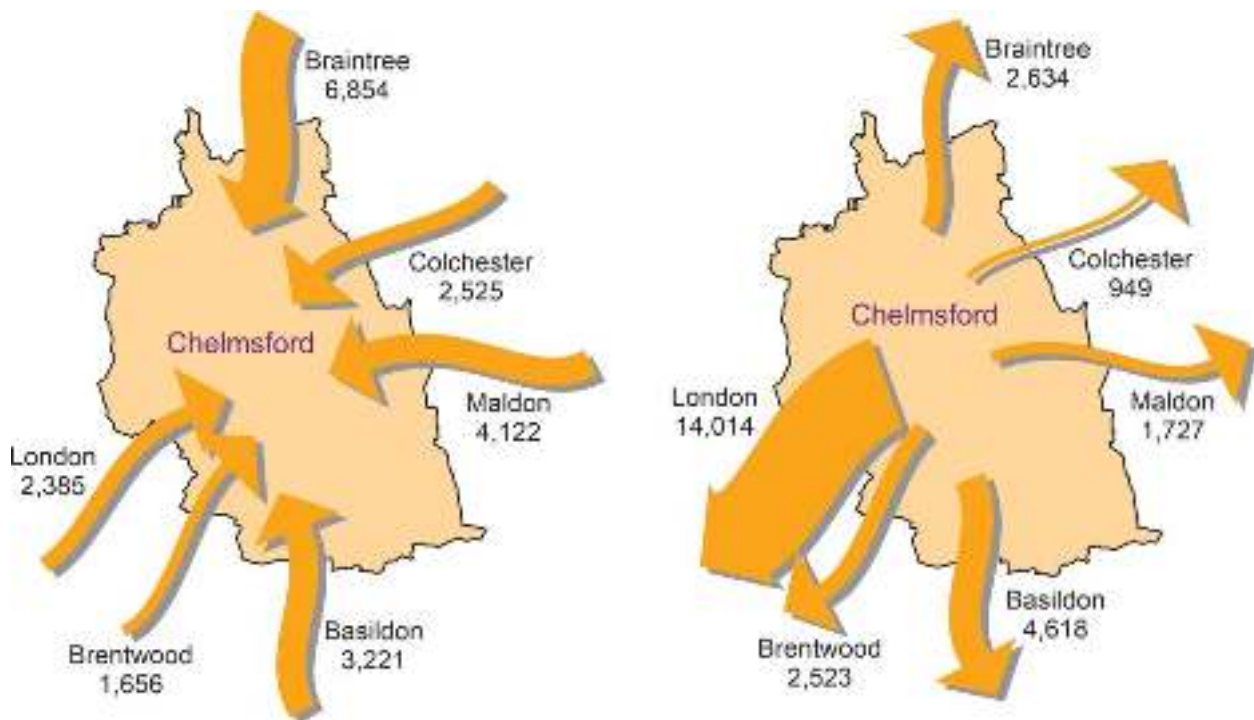 Braintree
6,854
Colchester
2,525
Chelmsford
Maldon
4,122
London
2,385
Brentwood
1,656
Basildon
3,221
Braintree
2,634
Colchester
949
Chelmsford
London
14,014
Maldon
1,727
Basildon
4,618
Brentwood
2,523